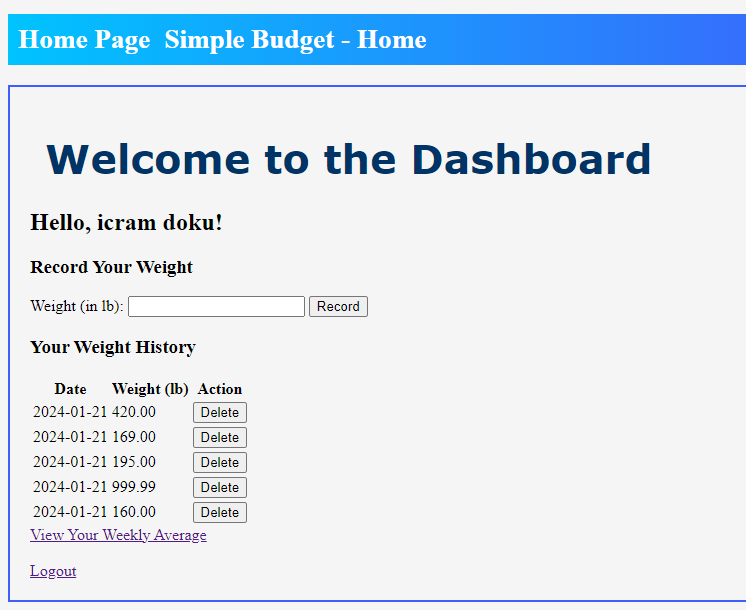 Home Page Simple Budget - Home
Welcome to the Dashboard
Hello, icram doku!
Record Your Weight
Weight (in lb): Record
Your Weight History
Date Weight (lb) Action
2024-01-21 420.00 Delete
2024-01-21 169.00 Delete
2024-01-21 195.00 Delete
2024-01-21 999.99 Delete
2024-01-21 160.00 Delete
View Your Weekly Average
Logout